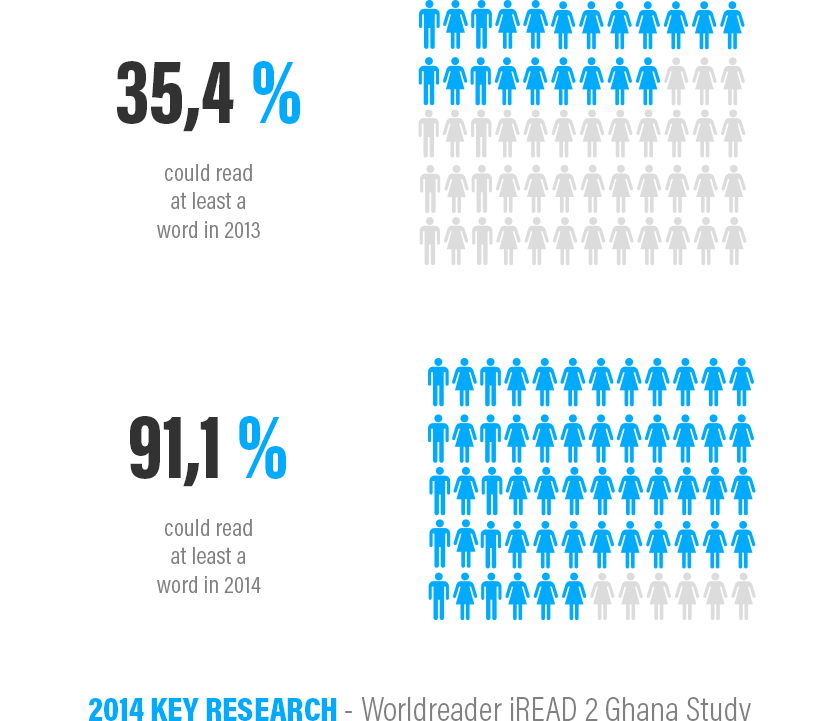 35,4 %
could read
at least a
word in 2013
91,1 %
could read
at least a
word in 2014
2014 KEY RESEARCH - Worldreader iREAD 2 Ghana Study